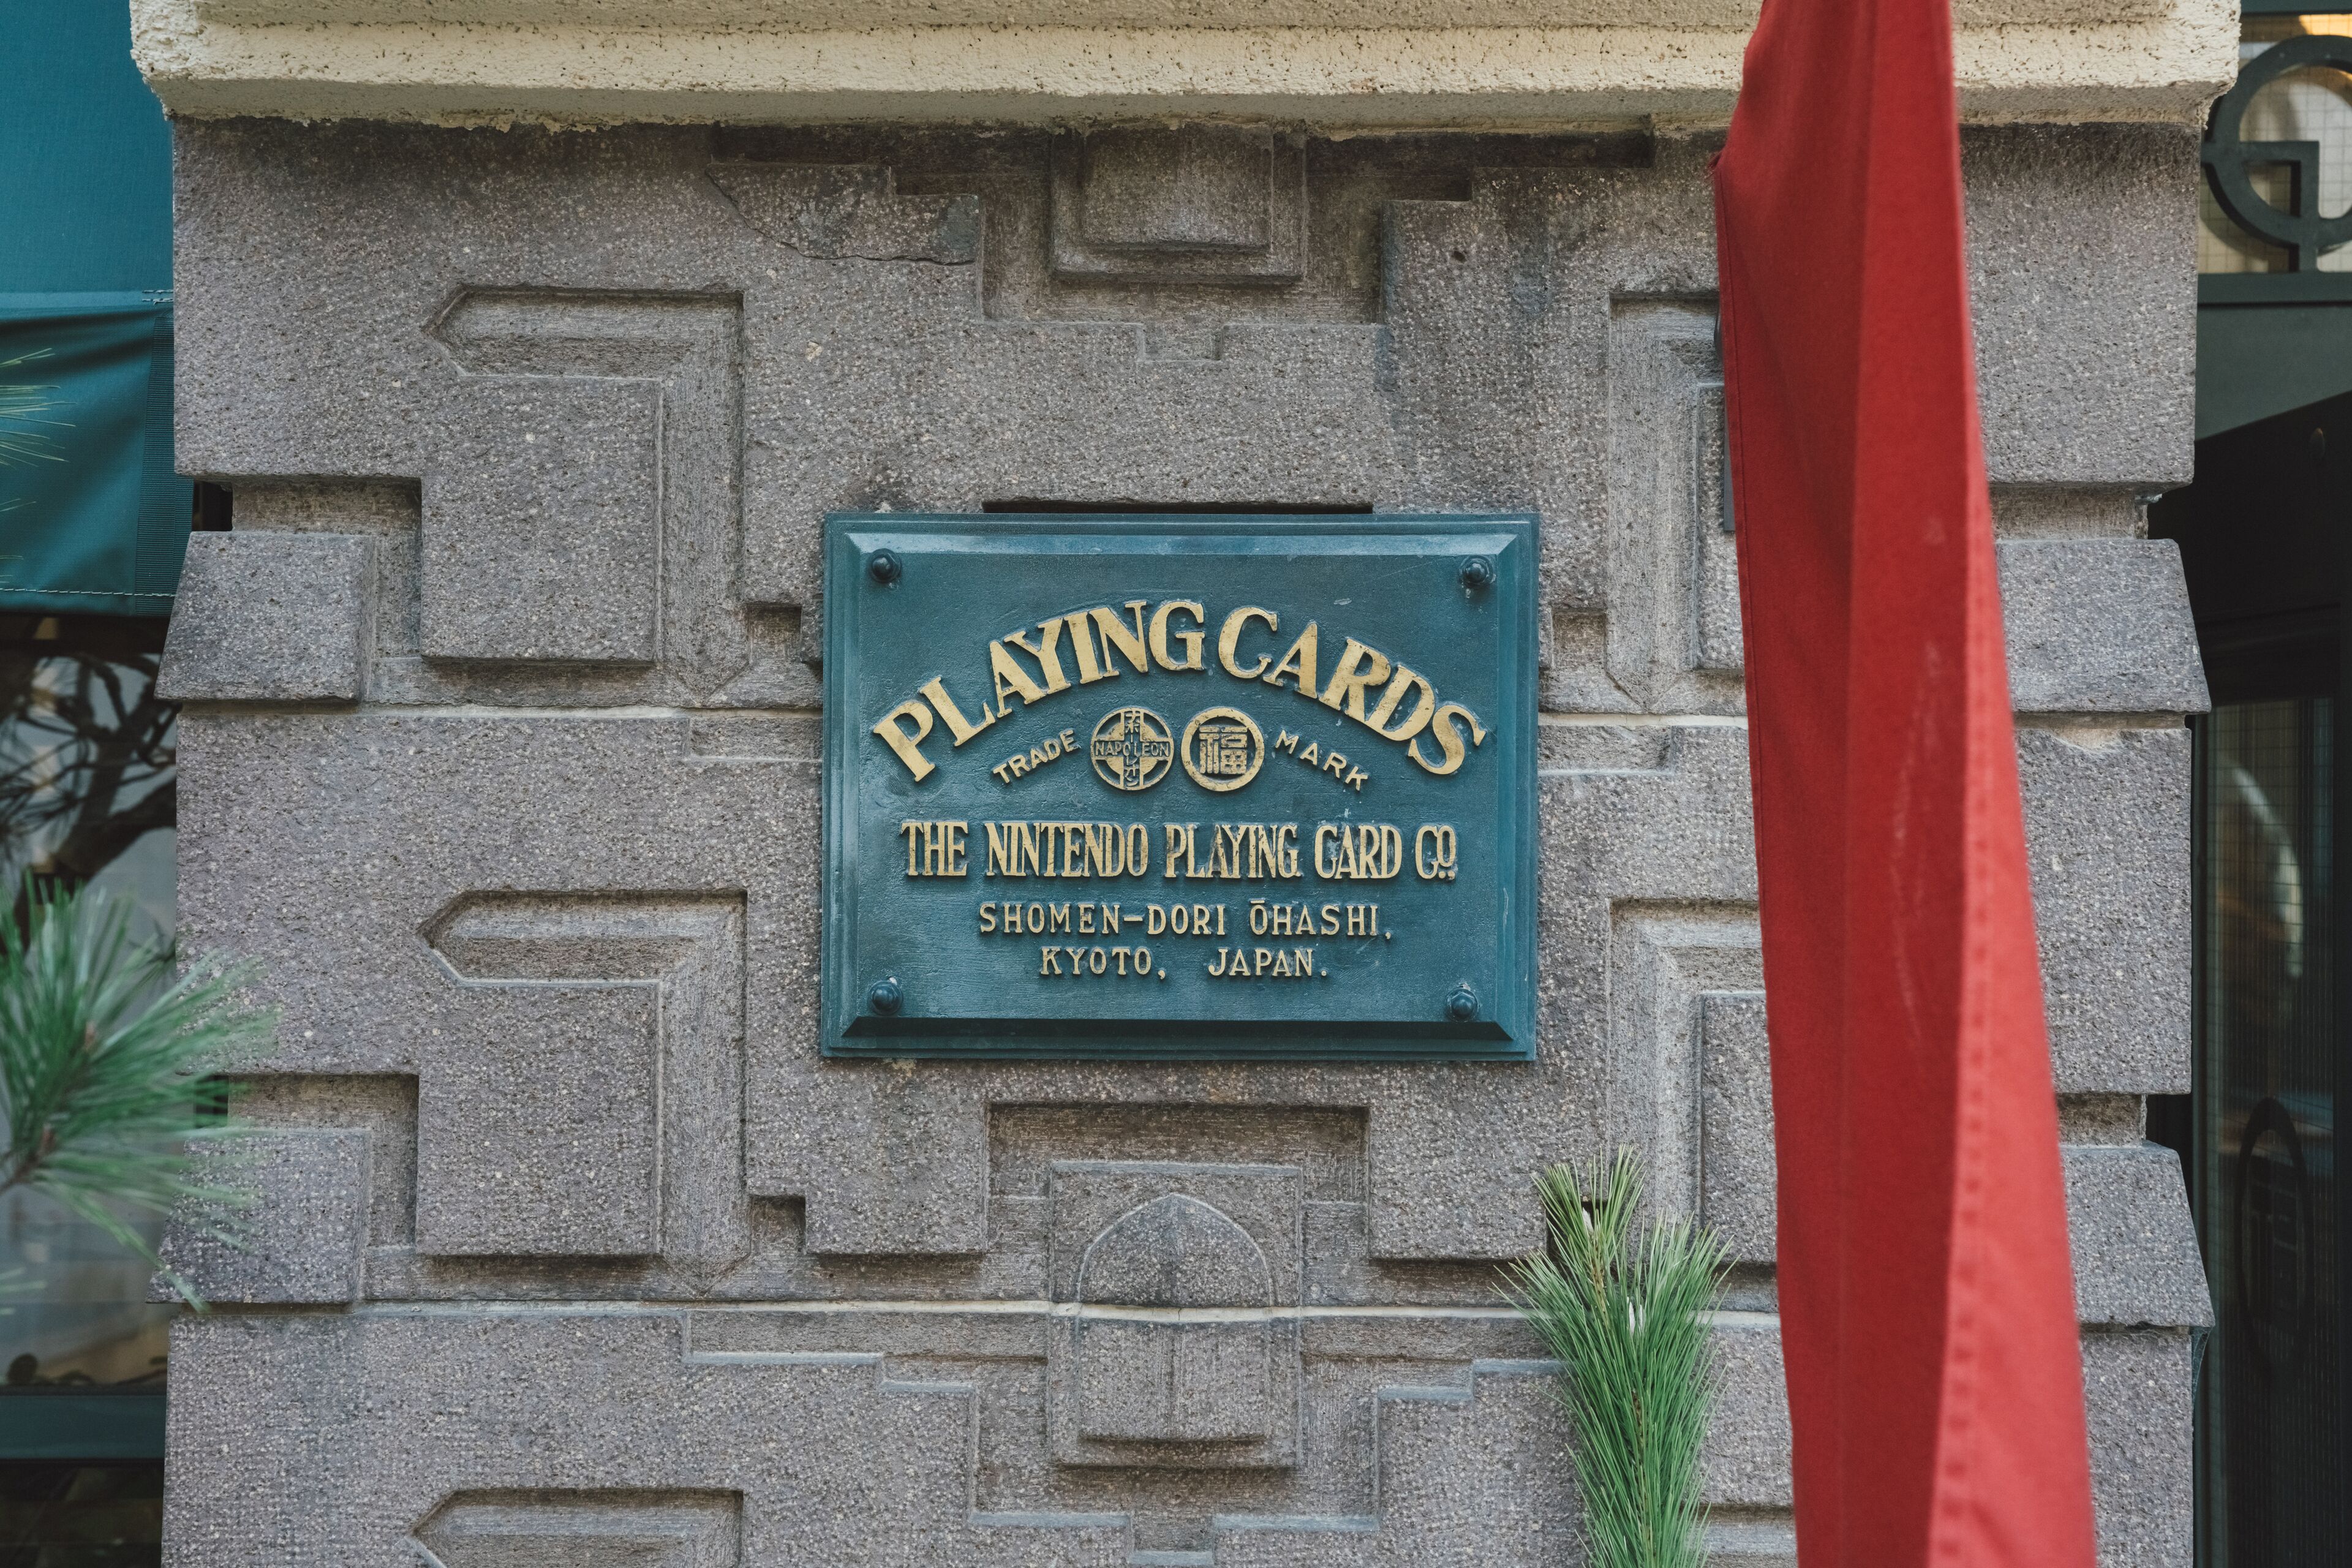 PLAYING CARDS
TRADE NAPOLEON 福 MARK
THE NINTENDO PLAYING CARD CO.
SHOMEN-DORI ŌHASHI,
KYOTO, JAPAN.